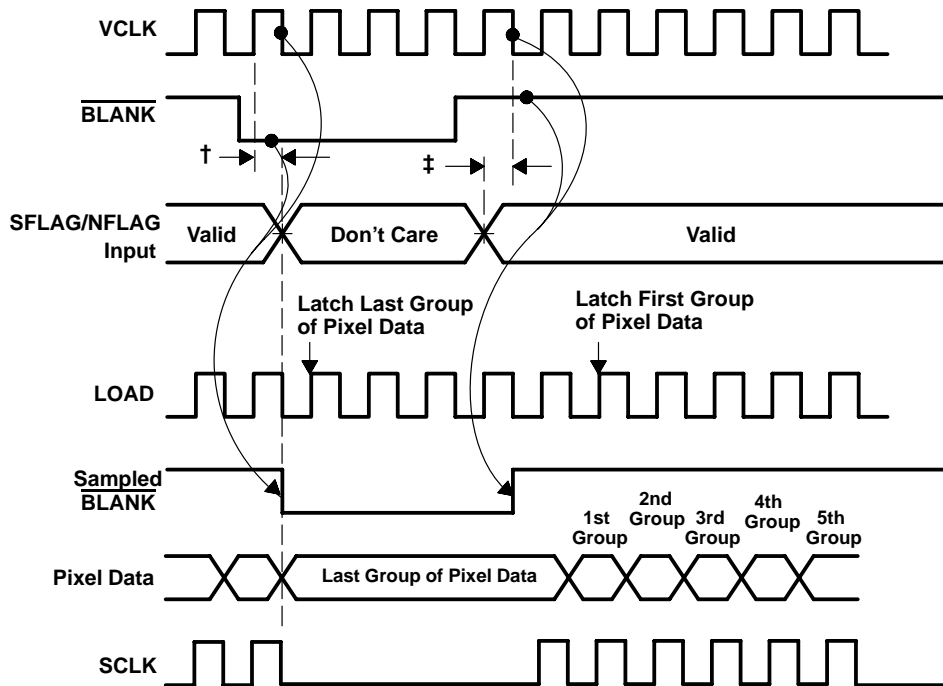 VCLK
BLANK
†
‡
SFLAG/NFLAG
Input
Valid
Don't Care
Valid
Latch Last Group
of Pixel Data
Latch First Group
of Pixel Data
LOAD
Sampled
BLANK
1st
Group
2nd
Group
3rd
Group
4th
Group
5th
Group
Pixel Data
Last Group of Pixel Data
SCLK